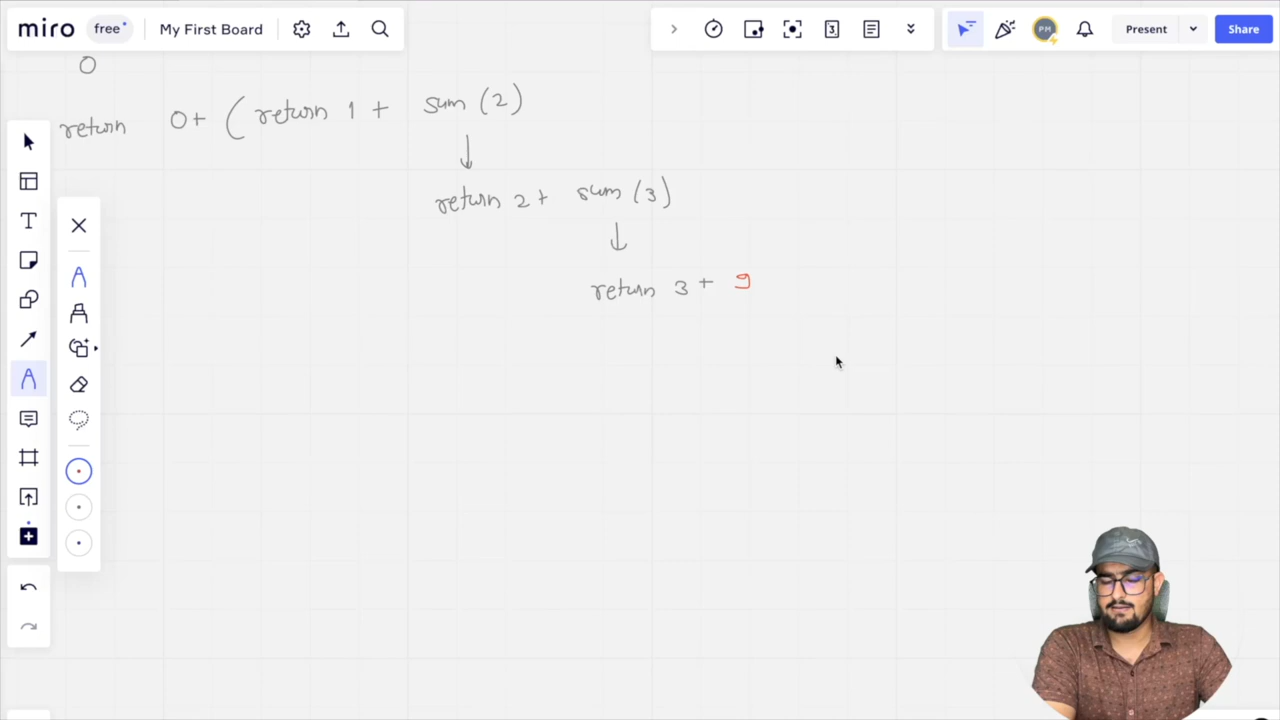 miro free My First Board Present Share
PM
0
return 0+ ( return 1 + sum (2)
↓
return 2 + sum (3)
↓
return 3 + 9